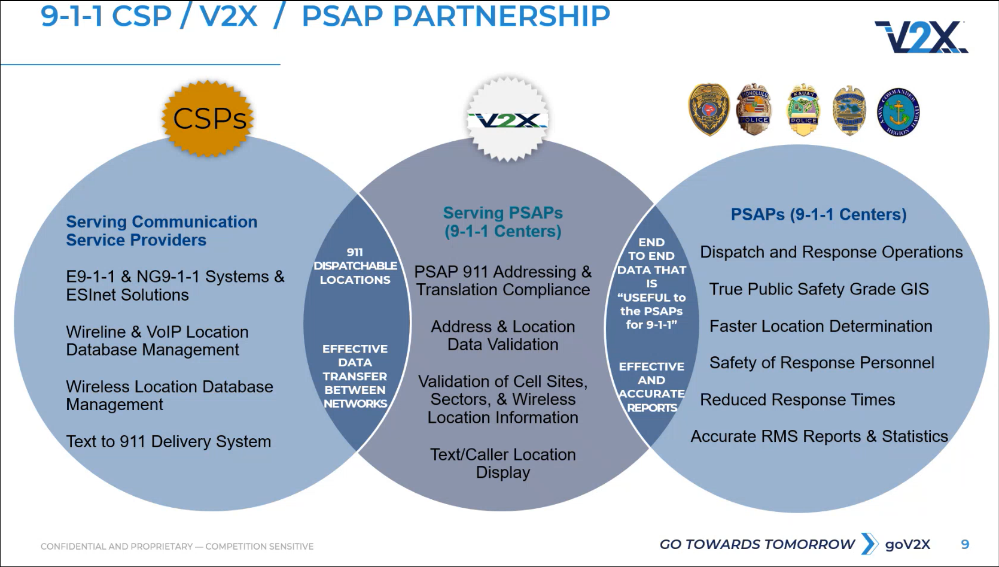 9-1-1 CSP / V2X / PSAP PARTNERSHIP
V2X
CSPs
V2X
HAWAII
COUNTY
POLICE
HONOLULU
POLICE
KAUA'I
POLICE
COMMANDER NAVY REGION HAWAII
Serving Communication
Service Providers
E9-1-1 & NG9-1-1 Systems &
ESInet Solutions
Wireline & VoIP Location
Database Management
Wireless Location Database
Management
Text to 911 Delivery System
911
DISPATCHABLE
LOCATIONS
EFFECTIVE
DATA
TRANSFER
BETWEEN
NETWORKS
Serving PSAPs
(9-1-1 Centers)
PSAP 911 Addressing &
Translation Compliance
Address & Location
Data Validation
Validation of Cell Sites,
Sectors, & Wireless
Location Information
Text/Caller Location
Display
END
TO END
DATA THAT
IS
“USEFUL to
the PSAPs
for 9-1-1”
EFFECTIVE
AND
ACCURATE
REPORTS
PSAPs (9-1-1 Centers)
Dispatch and Response Operations
True Public Safety Grade GIS
Faster Location Determination
Safety of Response Personnel
Reduced Response Times
Accurate RMS Reports & Statistics
CONFIDENTIAL AND PROPRIETARY — COMPETITION SENSITIVE
GO TOWARDS TOMORROW goV2X 9